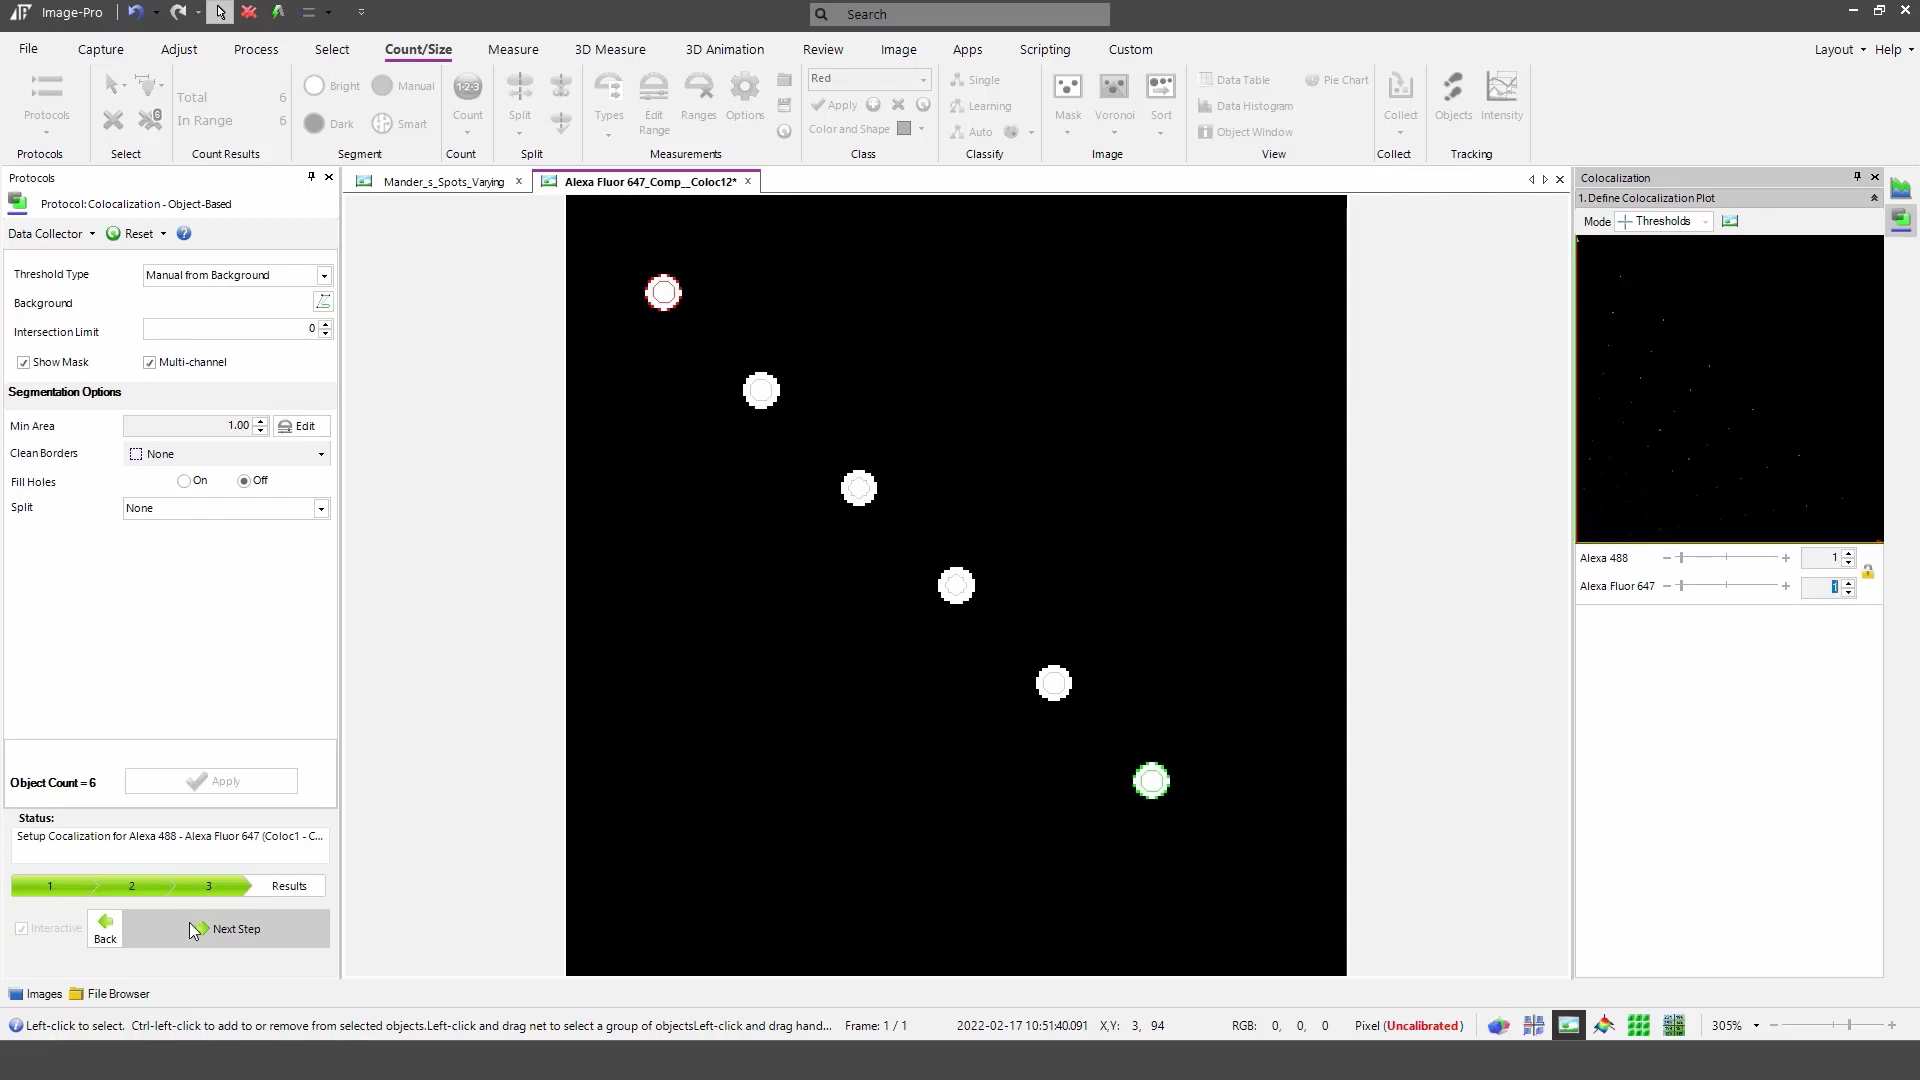 Image-Pro
Search
File Capture Adjust Process Select Count/Size Measure 3D Measure 3D Animation Review Image Apps Scripting Custom Layout Help
Protocols
Total 6
In Range 6
Bright Manual
Dark Smart
Count
Split
Types
Edit Range
Ranges
Options
Red
Apply
Color and Shape
Single
Learning
Auto
Mask
Voronoi
Sort
Data Table Pie Chart
Data Histogram
Object Window
Collect
Objects Intensity
Protocols Select Count Results Segment Count Split Measurements Class Classify Image View Collect Tracking
Protocols
Protocol: Colocalization - Object-Based
Data Collector Reset
Threshold Type Manual from Background
Background
Intersection Limit 0
Show Mask Multi-channel
Segmentation Options
Min Area 1.00 Edit
Clean Borders None
Fill Holes On Off
Split None
Object Count = 6 Apply
Status:
Setup Cocalization for Alexa 488 - Alexa Fluor 647 (Coloc1 - C...
1 2 3 Results
Interactive Back Next Step
Mander_s_Spots_Varying x Alexa Fluor 647_Comp__Coloc12* x
Colocalization
1.Define Colocalization Plot
Mode Thresholds
Alexa 488 1
Alexa Fluor 647 1
Images File Browser
Left-click to select. Ctrl-left-click to add to or remove from selected objects.Left-click and drag net to select a group of objectsLeft-click and drag hand... Frame: 1 / 1 2022-02-17 10:51:40.091 X,Y: 3, 94 RGB: 0, 0, 0 Pixel (Uncalibrated) 305%